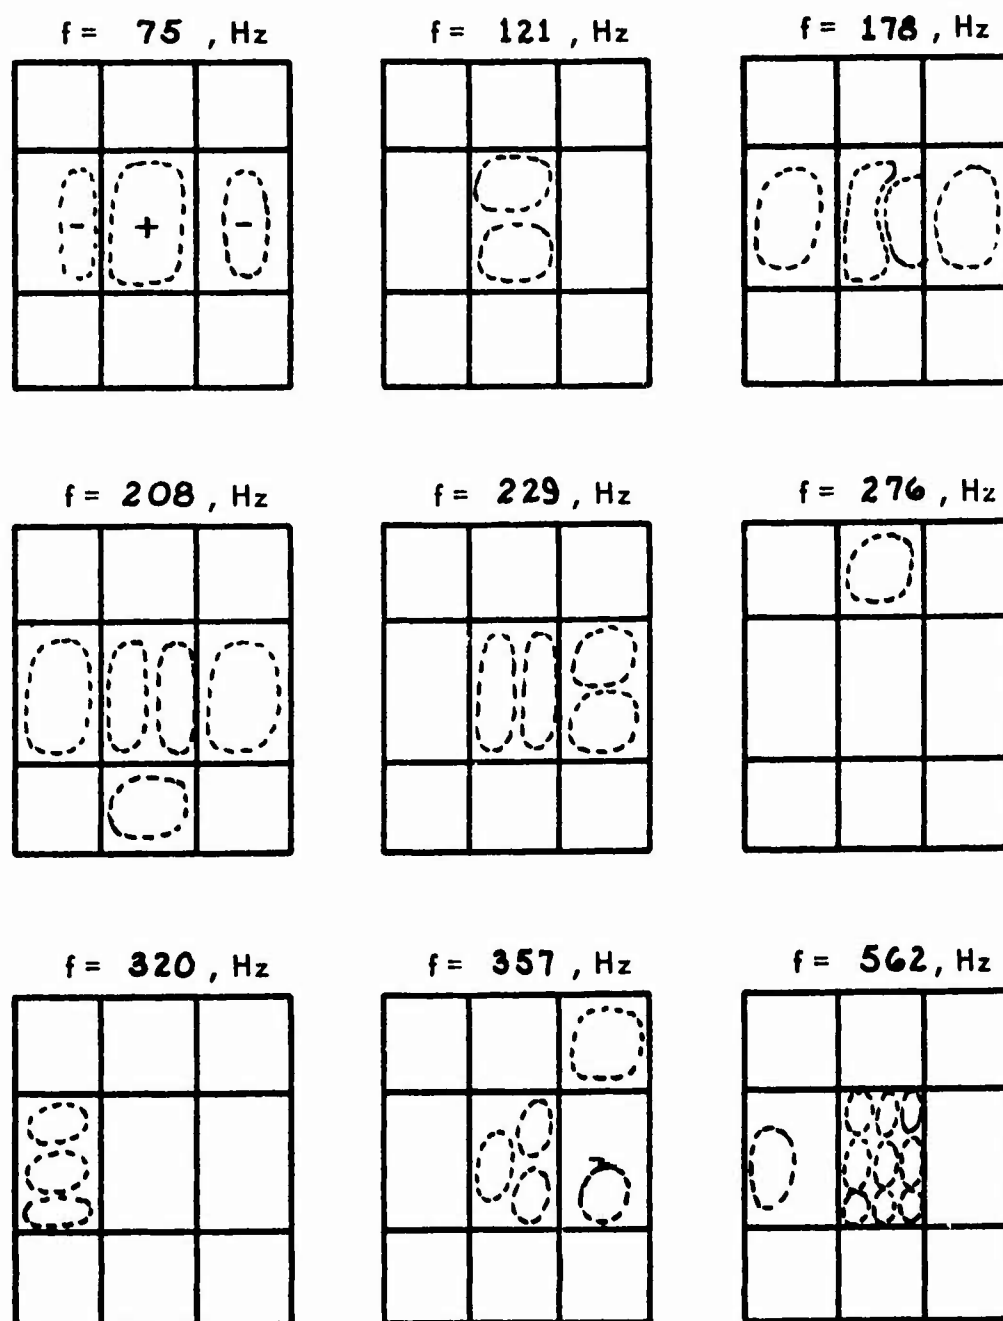 f = 75 , Hz
f = 121 , Hz
f = 178 , Hz
- + -
f = 208 , Hz
f = 229 , Hz
f = 276 , Hz
f = 320 , Hz
f = 357 , Hz
f = 562, Hz